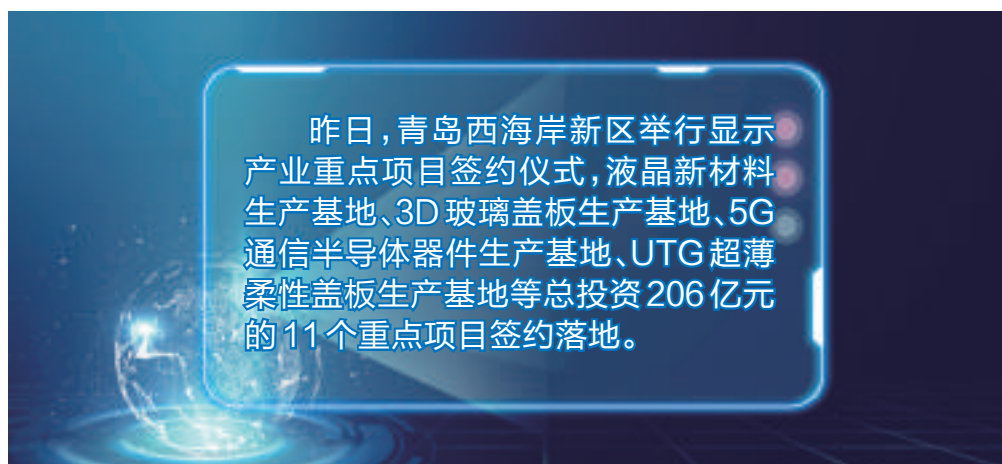 昨日,青岛西海岸新区举行显示
产业重点项目签约仪式,液晶新材料
生产基地、3D玻璃盖板生产基地、5G
通信半导体器件生产基地、UTG超薄
柔性盖板生产基地等总投资206亿元
的11个重点项目签约落地。